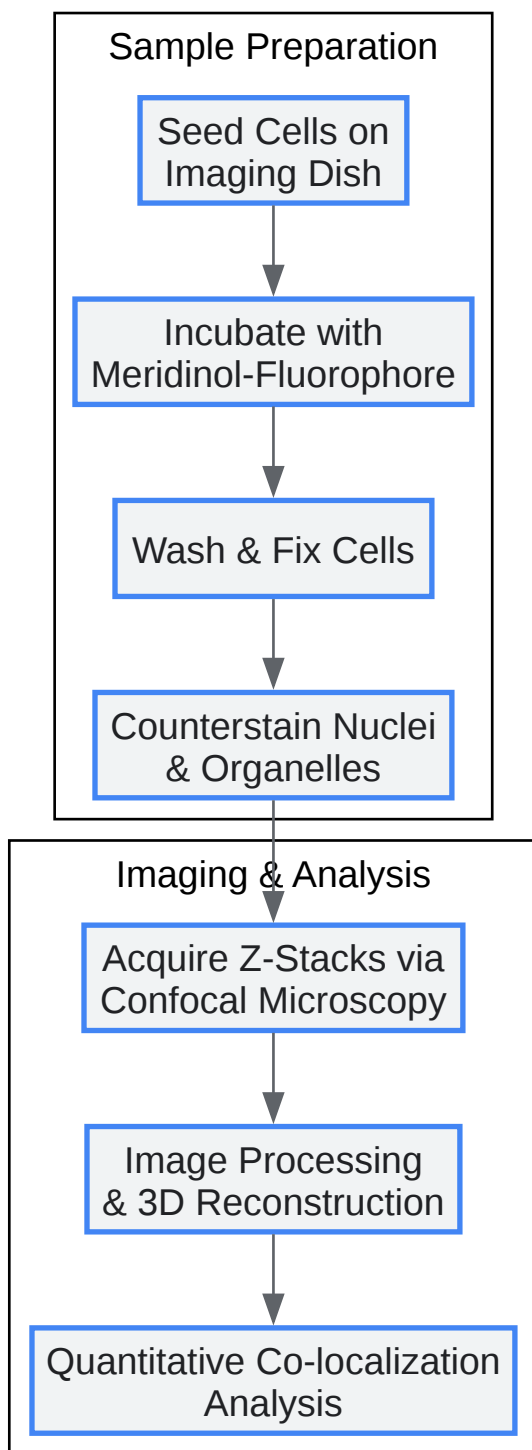 Sample Preparation
Seed Cells on
Imaging Dish
Incubate with
Meridinol-Fluorophore
Wash & Fix Cells
Counterstain Nuclei
& Organelles
Imaging & Analysis
Acquire Z-Stacks via
Confocal Microscopy
Image Processing
& 3D Reconstruction
Quantitative Co-localization
Analysis